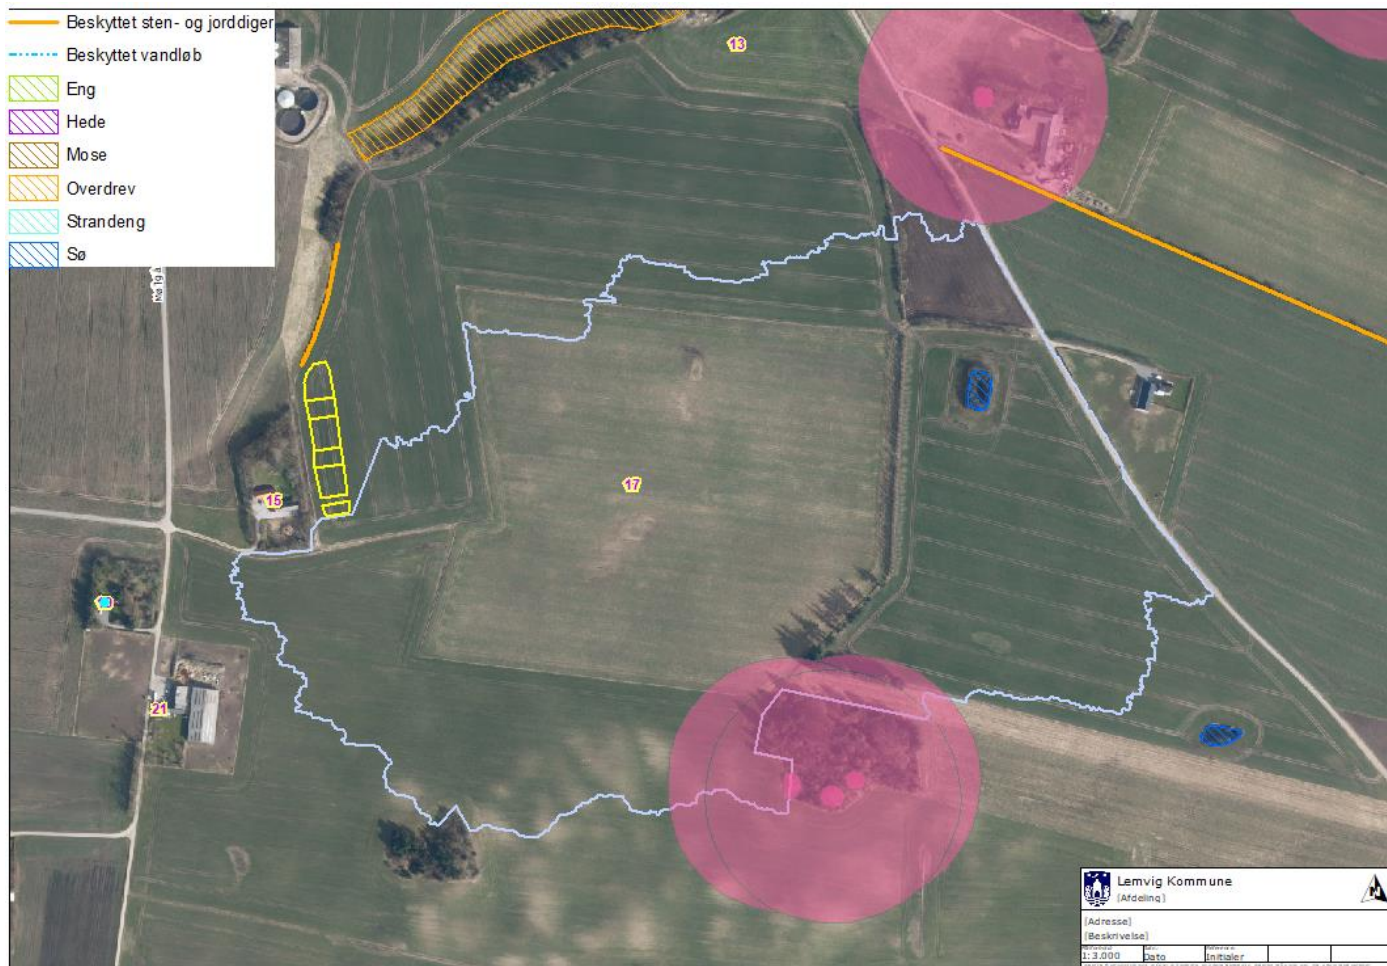 Beskyttet sten- og jorddiger
Beskyttet vandløb
Eng
Hede
Mose
Overdrev
Strandeng
Sø
13
15
17
21
Lemvig Kommune
[Afdeling]
N
[Adresse]
[Beskrivelse]
1:3.000
Dato
Initialer